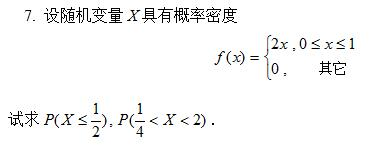 7. 设随机变量 X 具有概率密度
f(x) = {2x , 0 ≤ x ≤ 1
0 , 其它
试求 P(X ≤ 1/2), P(1/4 < X < 2) .